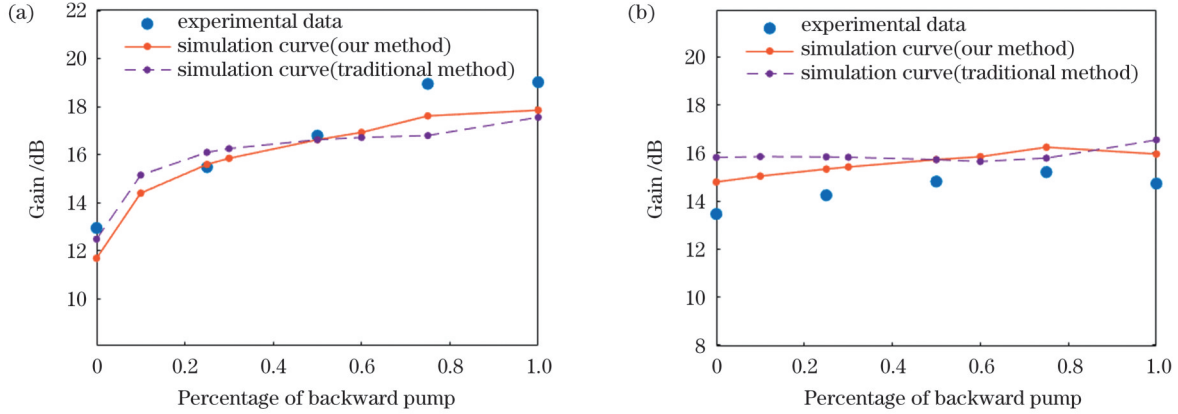 (a)
22
20
18
16
14
12
10
Gain /dB
experimental data
simulation curve(our method)
simulation curve(traditional method)
0 0.2 0.4 0.6 0.8 1.0
Percentage of backward pump
(b)
20
18
16
14
12
10
8
Gain /dB
experimental data
simulation curve(our method)
simulation curve(traditional method)
0 0.2 0.4 0.6 0.8 1.0
Percentage of backward pump